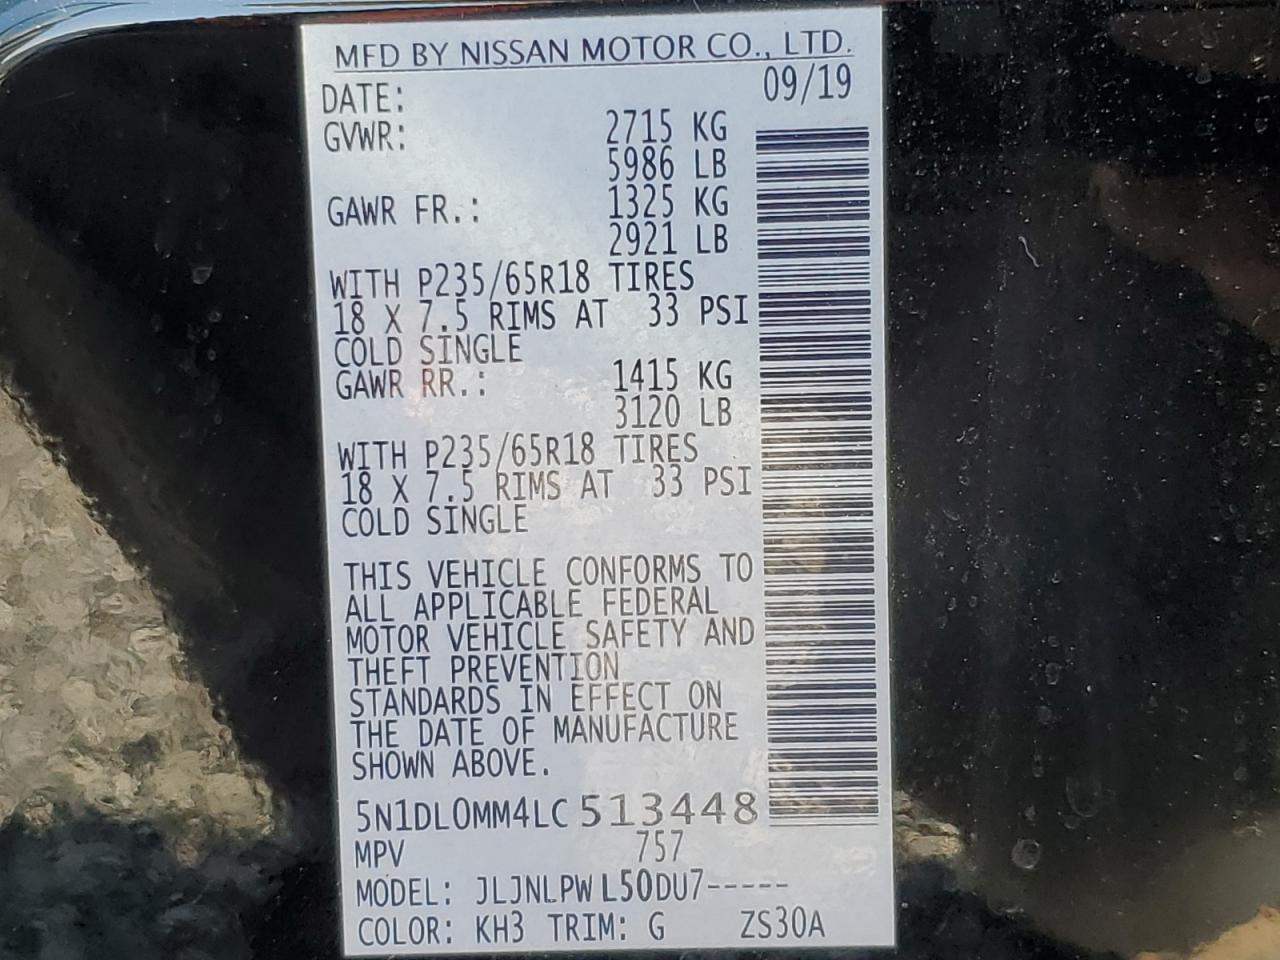 MFD BY NISSAN MOTOR CO., LTD.
DATE: 09/19
GVWR: 2715 KG
5986 LB
GAWR FR.: 1325 KG
2921 LB
WITH P235/65R18 TIRES
18 X 7.5 RIMS AT 33 PSI
COLD SINGLE
GAWR RR.: 1415 KG
3120 LB
WITH P235/65R18 TIRES
18 X 7.5 RIMS AT 33 PSI
COLD SINGLE
THIS VEHICLE CONFORMS TO
ALL APPLICABLE FEDERAL
MOTOR VEHICLE SAFETY AND
THEFT PREVENTION
STANDARDS IN EFFECT ON
THE DATE OF MANUFACTURE
SHOWN ABOVE.
5N1DL0MM4LC513448
MPV 757
MODEL: JLJNLPW L50DU7-----
COLOR: KH3 TRIM: G ZS30A